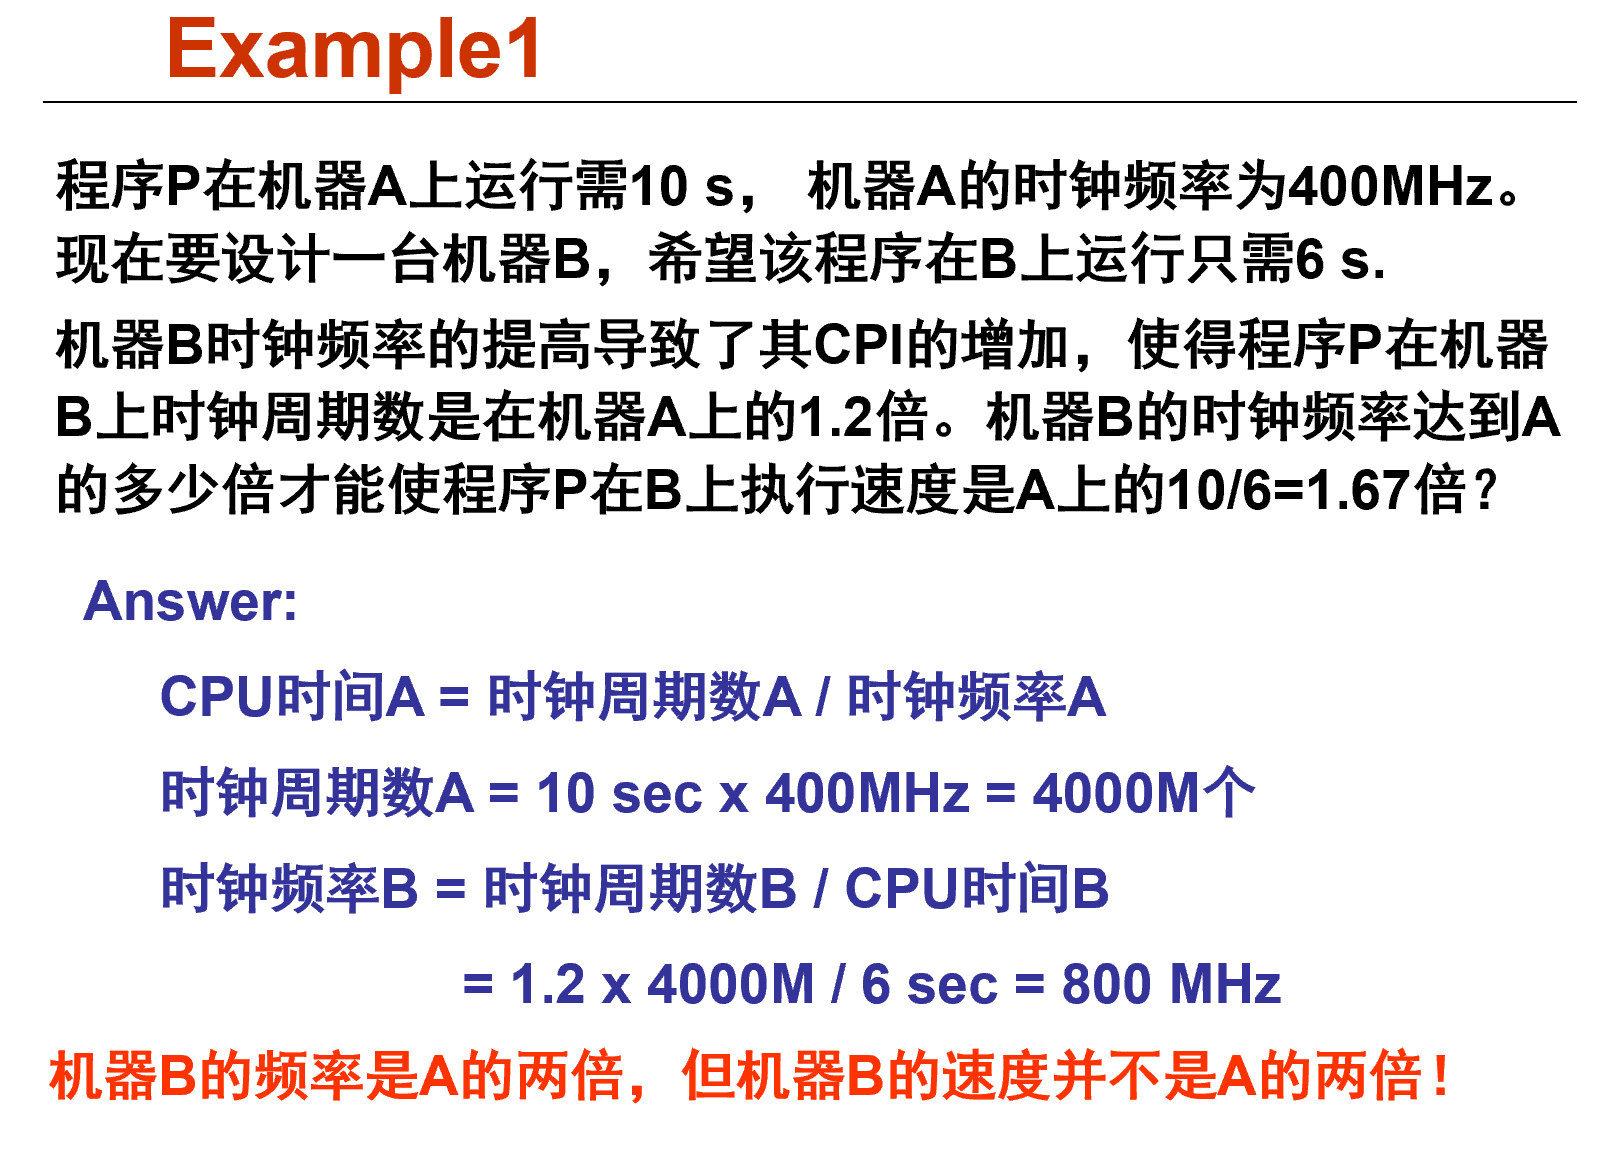 Example1
程序P在机器A上运行需10 s， 机器A的时钟频率为400MHz。
现在要设计一台机器B，希望该程序在B上运行只需6 s.
机器B时钟频率的提高导致了其CPI的增加，使得程序P在机器
B上时钟周期数是在机器A上的1.2倍。机器B的时钟频率达到A
的多少倍才能使程序P在B上执行速度是A上的10/6=1.67倍？
Answer:
CPU时间A = 时钟周期数A / 时钟频率A
时钟周期数A = 10 sec x 400MHz = 4000M个
时钟频率B = 时钟周期数B / CPU时间B
= 1.2 x 4000M / 6 sec = 800 MHz
机器B的频率是A的两倍，但机器B的速度并不是A的两倍！